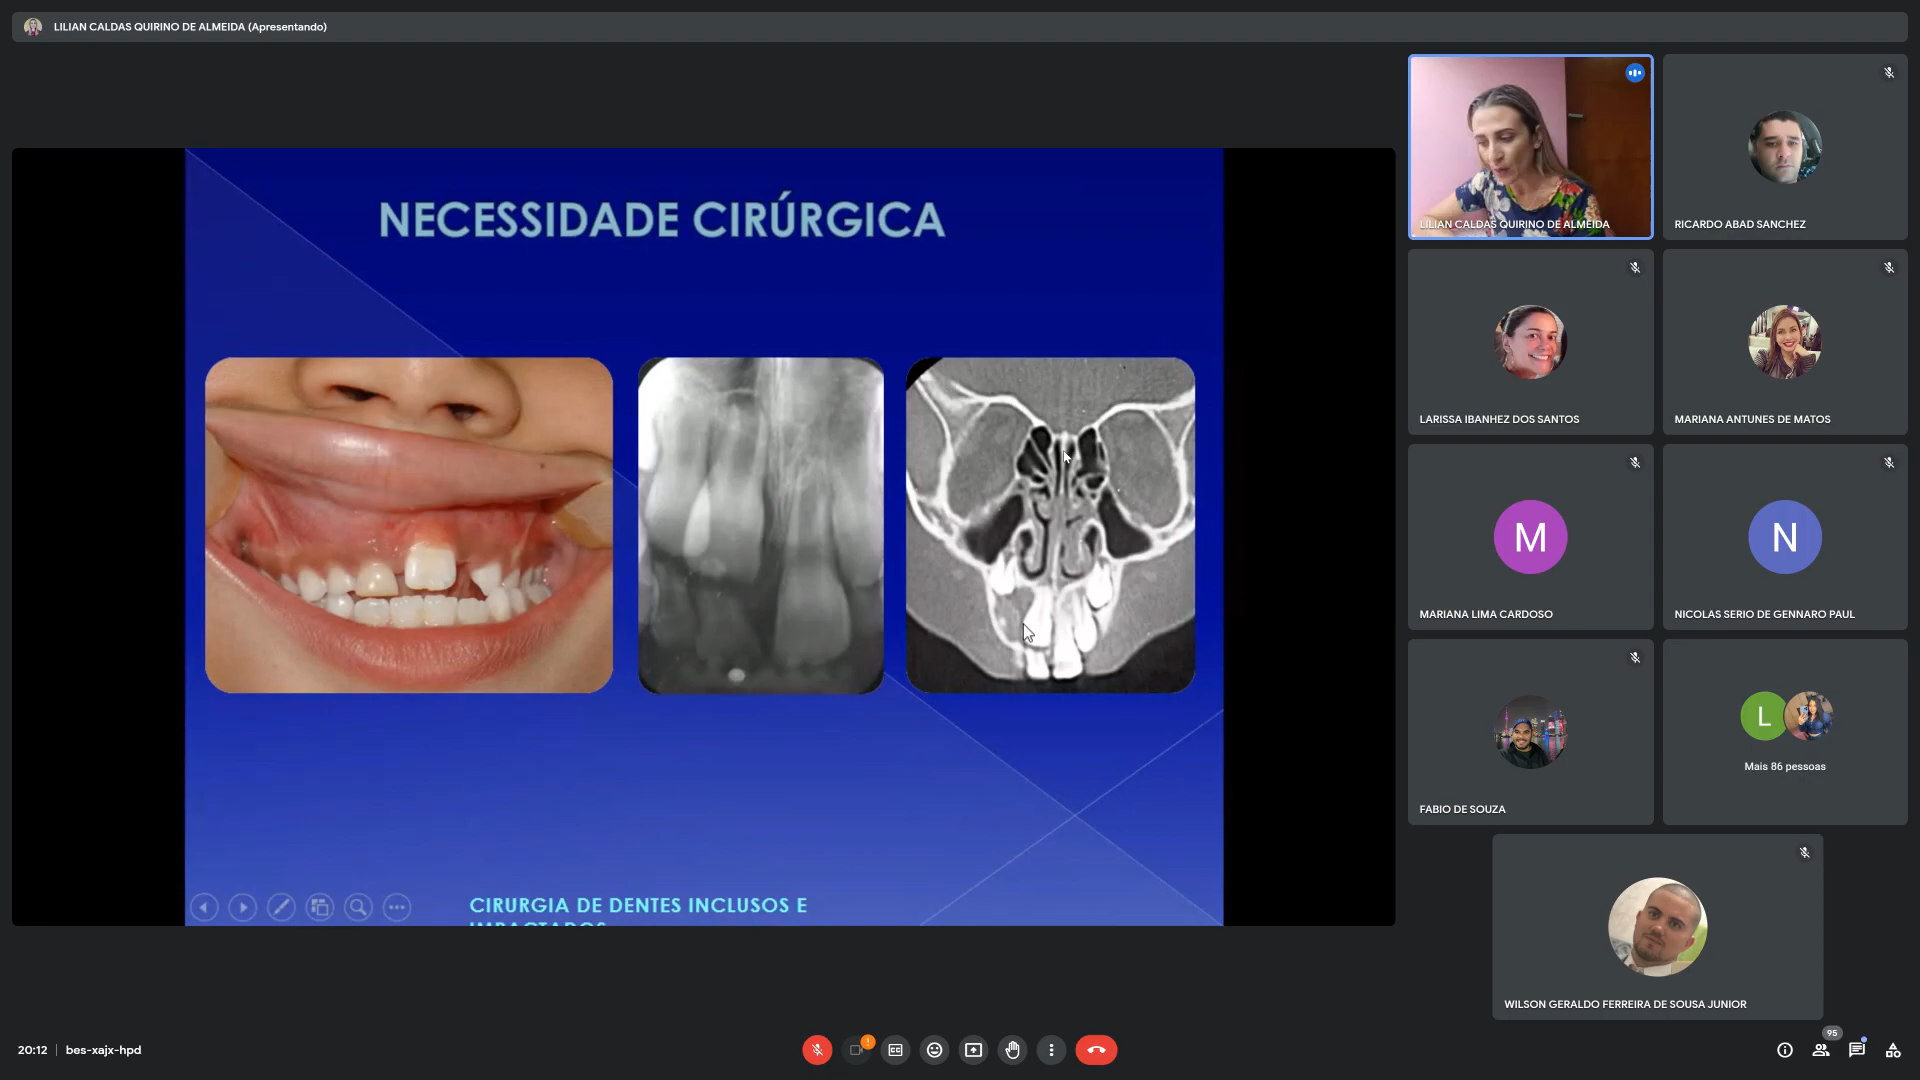 LILIAN CALDAS QUIRINO DE ALMEIDA (Apresentando)
NECESSIDADE CIRÚRGICA
CIRURGIA DE DENTES INCLUSOS E
IMPACTADOS
LILIAN CALDAS QUIRINO DE ALMEIDA
RICARDO ABAD SANCHEZ
LARISSA IBANHEZ DOS SANTOS
MARIANA ANTUNES DE MATOS
M
MARIANA LIMA CARDOSO
N
NICOLAS SERIO DE GENNARO PAUL
FABIO DE SOUZA
L
Mais 86 pessoas
WILSON GERALDO FERREIRA DE SOUSA JUNIOR
20:12 | bes-xajx-hpd
!
CC
95